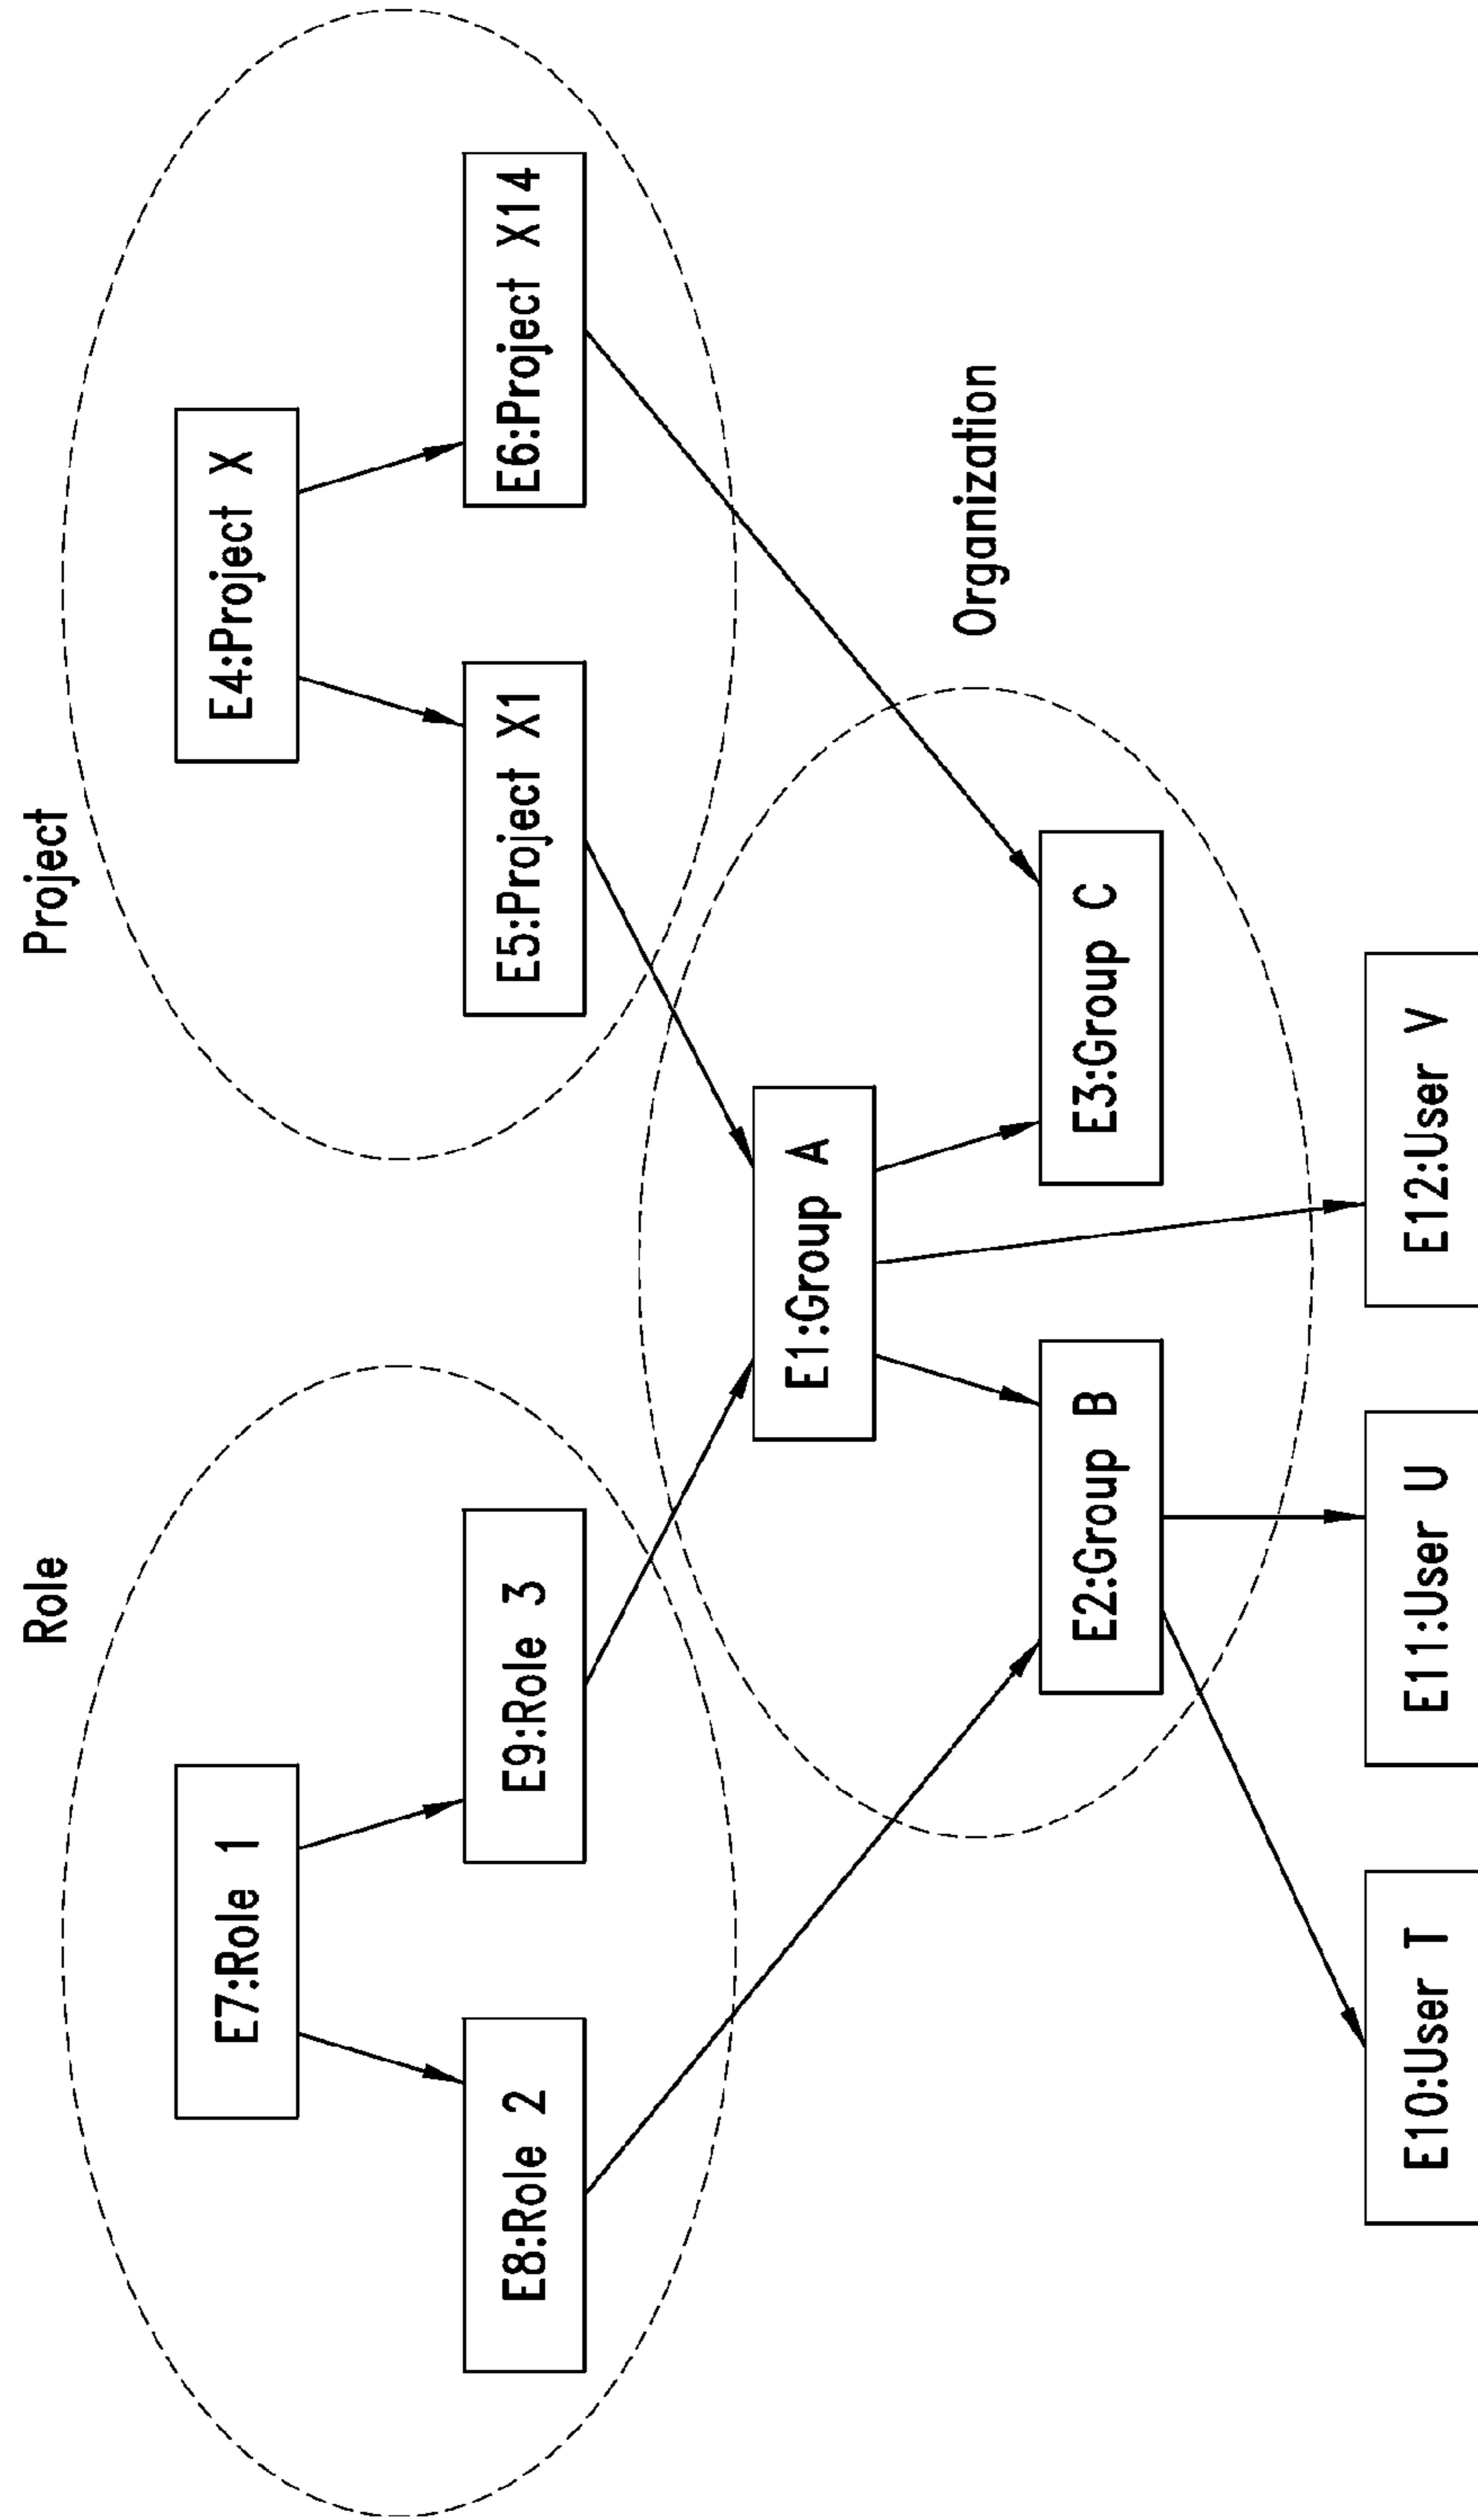 Role
Project
E7:Role 1
E4:Project X
E8:Role 2
E9:Role 3
E5:Project X1
E6:Project X14
E1:Group A
Organization
E2:Group B
E3:Group C
E10:User T
E11:User U
E12:User V